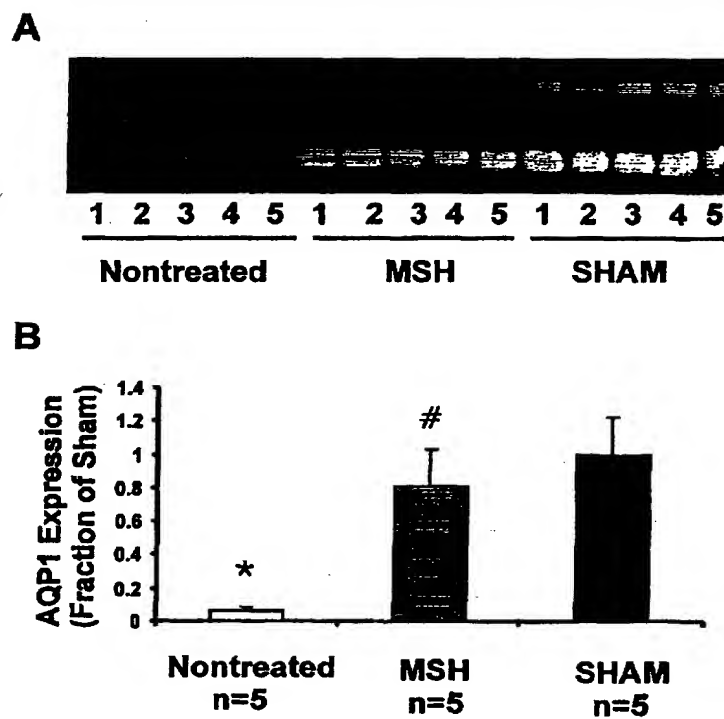 A
1 2 3 4 5 1 2 3 4 5 1 2 3 4 5
Nontreated MSH SHAM
B
AQP1 Expression
(Fraction of Sham)
1.4
1.2
1
0.8
0.6
0.4
0.2
0
*
#
Nontreated MSH SHAM
n=5 n=5 n=5